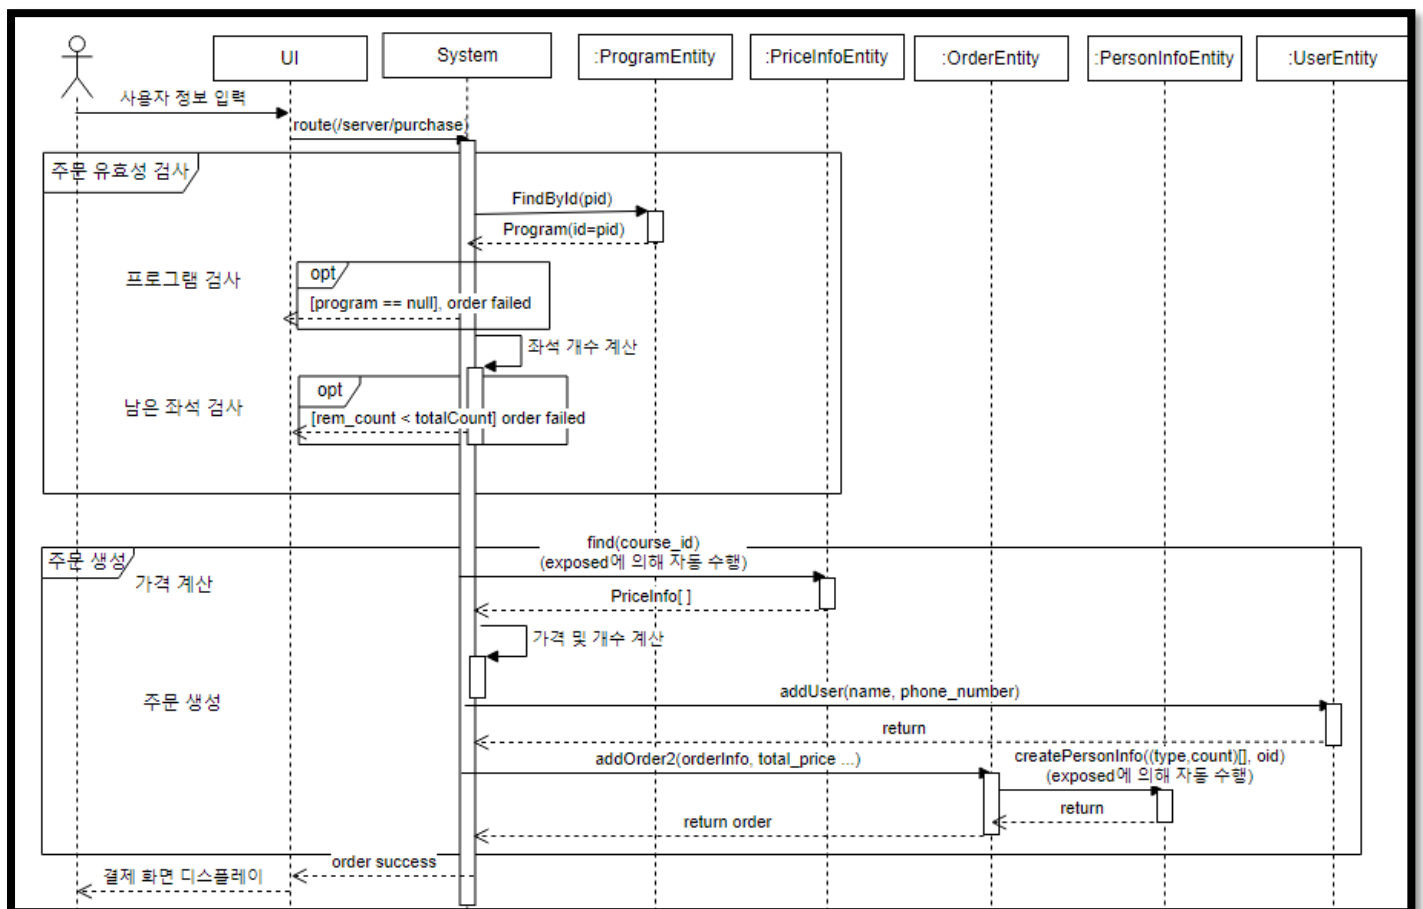 UI
System
:ProgramEntity
:PriceInfoEntity
:OrderEntity
:PersonInfoEntity
:UserEntity
사용자 정보 입력
route(/server/purchase)
주문 유효성 검사
FindById(pid)
Program(id=pid)
프로그램 검사
opt
[program == null], order failed
좌석 개수 계산
남은 좌석 검사
opt
[rem_count < totalCount] order failed
주문 생성
find(course_id)
(exposed에 의해 자동 수행)
가격 계산
PriceInfo[ ]
가격 및 개수 계산
주문 생성
addUser(name, phone_number)
return
addOrder2(orderInfo, total_price ...)
createPersonInfo((type,count)[], oid)
(exposed에 의해 자동 수행)
return
return order
order success
결제 화면 디스플레이